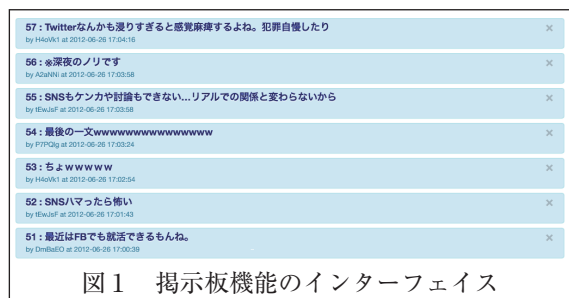 57 : Twitterなんかも浸りすぎると感覚麻痺するよね。犯罪自慢したり
by H4oVk1 at 2012-06-26 17:04:16
56 : ※深夜のノリです
by A2aNNi at 2012-06-26 17:03:58
55 : SNSもケンカや討論もできない…リアルでの関係と変わらないから
by tEwJsF at 2012-06-26 17:03:58
54 : 最後の一文wwwwwwwwwwwwwww
by P7PQig at 2012-06-26 17:03:24
53 : ちょｗｗｗｗｗ
by H4oVk1 at 2012-06-26 17:02:54
52 : SNSハマったら怖い
by tEwJsF at 2012-06-26 17:01:43
51 : 最近はFBでも就活できるもんね。
by DmBaEO at 2012-06-26 17:00:39
図１　掲示板機能のインターフェイス